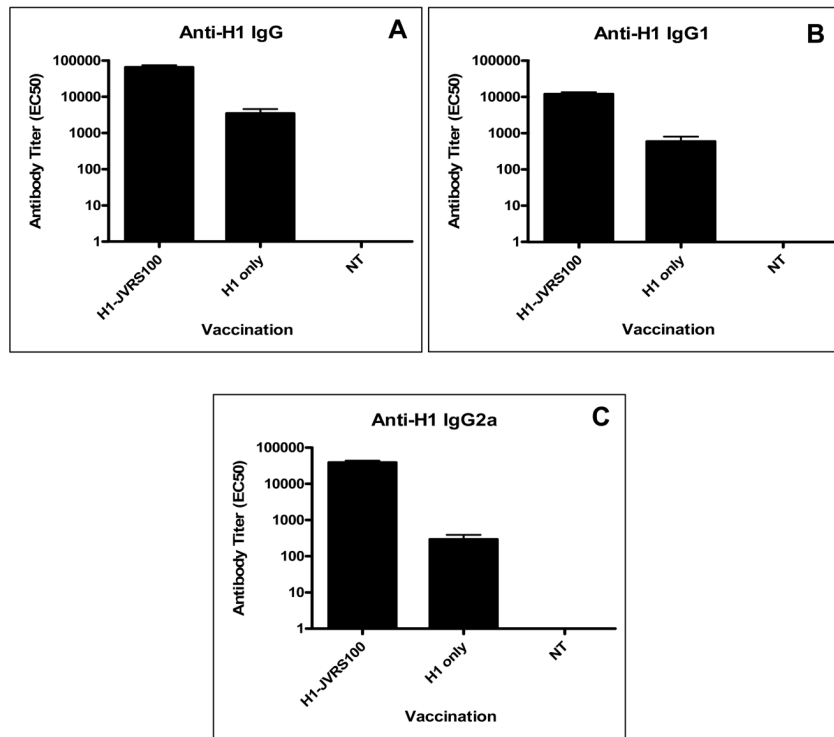 Anti-H1 IgG
A
Antibody Titer (EC50)
100000
10000
1000
100
10
1
H1-JVRS100
H1 only
NT
Vaccination
Anti-H1 IgG1
B
Antibody Titer (EC50)
100000
10000
1000
100
10
1
H1-JVRS100
H1 only
NT
Vaccination
Anti-H1 IgG2a
C
Antibody Titer (EC50)
100000
10000
1000
100
10
1
H1-JVRS100
H1 only
NT
Vaccination